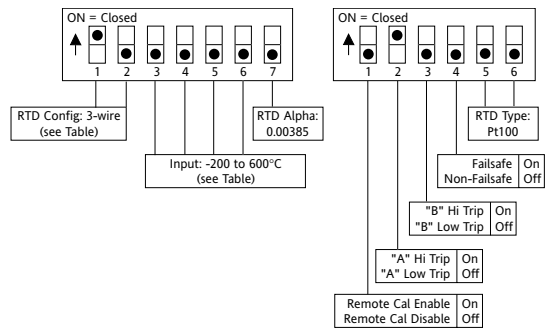 ON = Closed
1 2 3 4 5 6 7
RTD Config: 3-wire
(see Table)
RTD Alpha:
0.00385
Input: -200 to 600°C
(see Table)
ON = Closed
1 2 3 4 5 6
RTD Type:
Pt100
Failsafe On
Non-Failsafe Off
"B" Hi Trip On
"B" Low Trip Off
"A" Hi Trip On
"A" Low Trip Off
Remote Cal Enable On
Remote Cal Disable Off